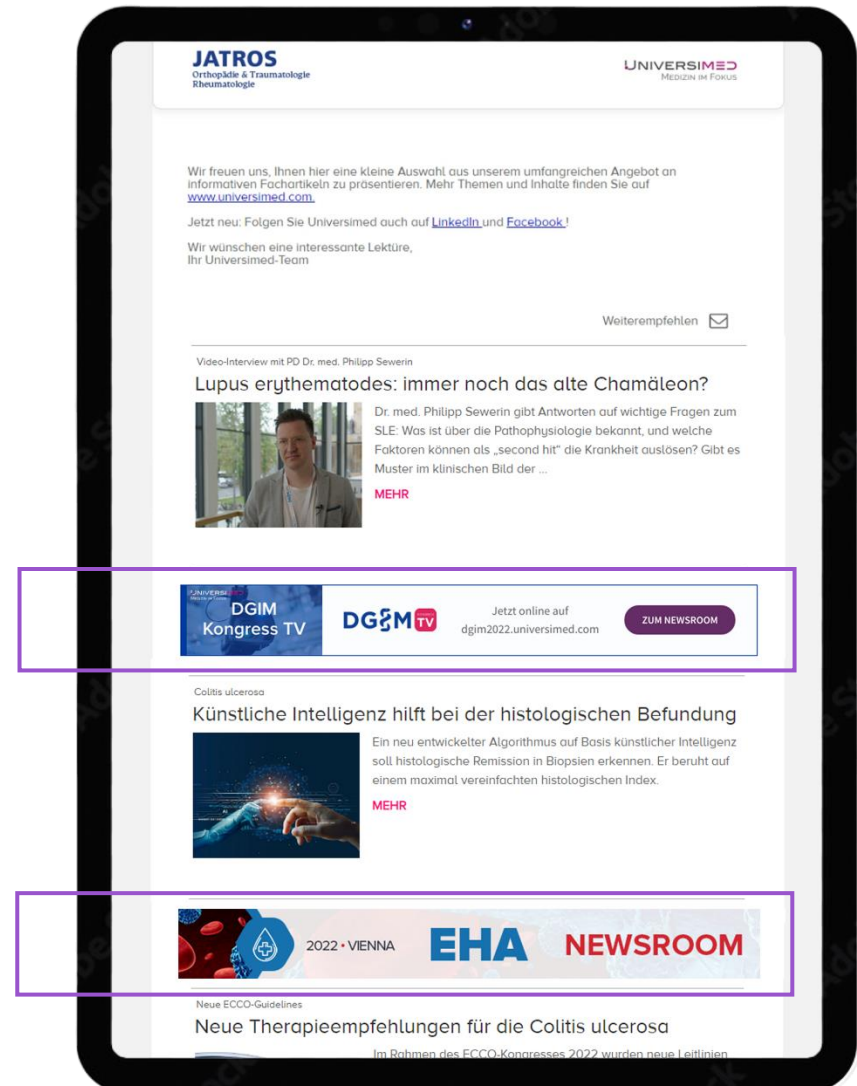 JATROS
Orthopädie & Traumatologie
Rheumatologie
UNIVERSIMED
MEDIZIN IM FOKUS
Wir freuen uns, Ihnen hier eine kleine Auswahl aus unserem umfangreichen Angebot an
informativen Fachartikeln zu präsentieren. Mehr Themen und Inhalte finden Sie auf
www.universimed.com.
Jetzt neu: Folgen Sie Universimed auch auf LinkedIn und Facebook !
Wir wünschen eine interessante Lektüre,
Ihr Universimed-Team
Weiterempfehlen
Video-Interview mit PD Dr. med. Philipp Sewerin
Lupus erythematodes: immer noch das alte Chamäleon?
Dr. med. Philipp Sewerin gibt Antworten auf wichtige Fragen zum
SLE: Was ist über die Pathophysiologie bekannt, und welche
Faktoren können als „second hit“ die Krankheit auslösen? Gibt es
Muster im klinischen Bild der ...
MEHR
UNIVERSIMED
MEDIZIN IM FOKUS
DGIM
Kongress TV
DGIM TV
Jetzt online auf
dgim2022.universimed.com
ZUM NEWSROOM
Colitis ulcerosa
Künstliche Intelligenz hilft bei der histologischen Befundung
Ein neu entwickelter Algorithmus auf Basis künstlicher Intelligenz
soll histologische Remission in Biopsien erkennen. Er beruht auf
einem maximal vereinfachten histologischen Index.
MEHR
2022 • VIENNA
EHA NEWSROOM
Neue ECCO-Guidelines
Neue Therapieempfehlungen für die Colitis ulcerosa
Im Rahmen des ECCO-Kongresses 2022 wurden neue Leitlinien